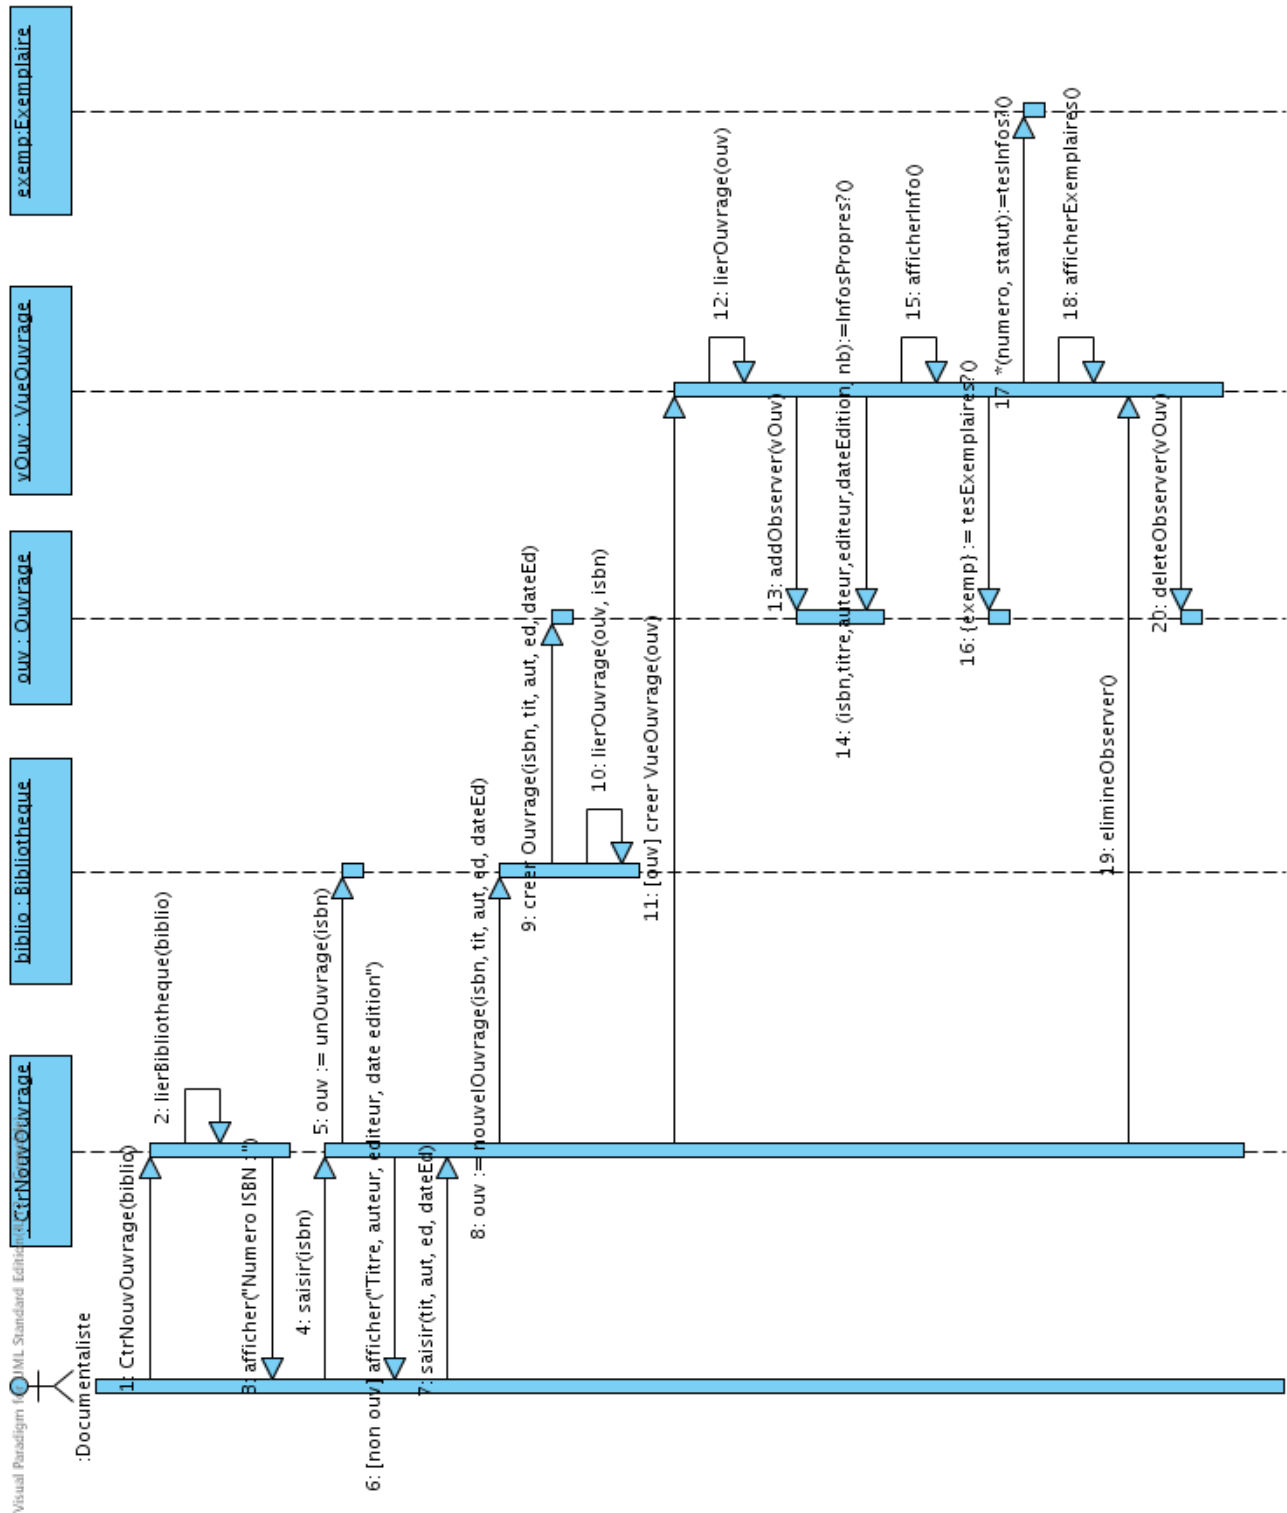 Visual Paradigm for UML Standard Edition
:Documentaliste
: CtrNouvOuvrage
biblio : Bibliotheque
ouv : Ouvrage
vOuv : VueOuvrage
exemp:Exemplaire
1: CtrNouvOuvrage(biblio)
2: lierBibliotheque(biblio)
3: afficher("Numero ISBN :")
4: saisir(isbn)
5: ouv := unOuvrage(isbn)
6: [non ouv] afficher("Titre, auteur, editeur, date edition")
7: saisir(tit, aut, ed, dateEd)
8: ouv := nouvelOuvrage(isbn, tit, aut, ed, dateEd)
9: creer Ouvrage(isbn, tit, aut, ed, dateEd)
10: lierOuvrage(ouv, isbn)
11: [ouv] creer VueOuvrage(ouv)
12: lierOuvrage(ouv)
13: addObserver(vOuv)
14: (isbn,titre,auteur,editeur,dateEdition, nb):=InfosPropres?()
15: afficherInfo()
16: {exemp} := tesExemplaires?()
17 *(numero, statut):=tesInfos?()
18: afficherExemplaires()
19: elimineObserver()
20: deleteObserver(vOuv)